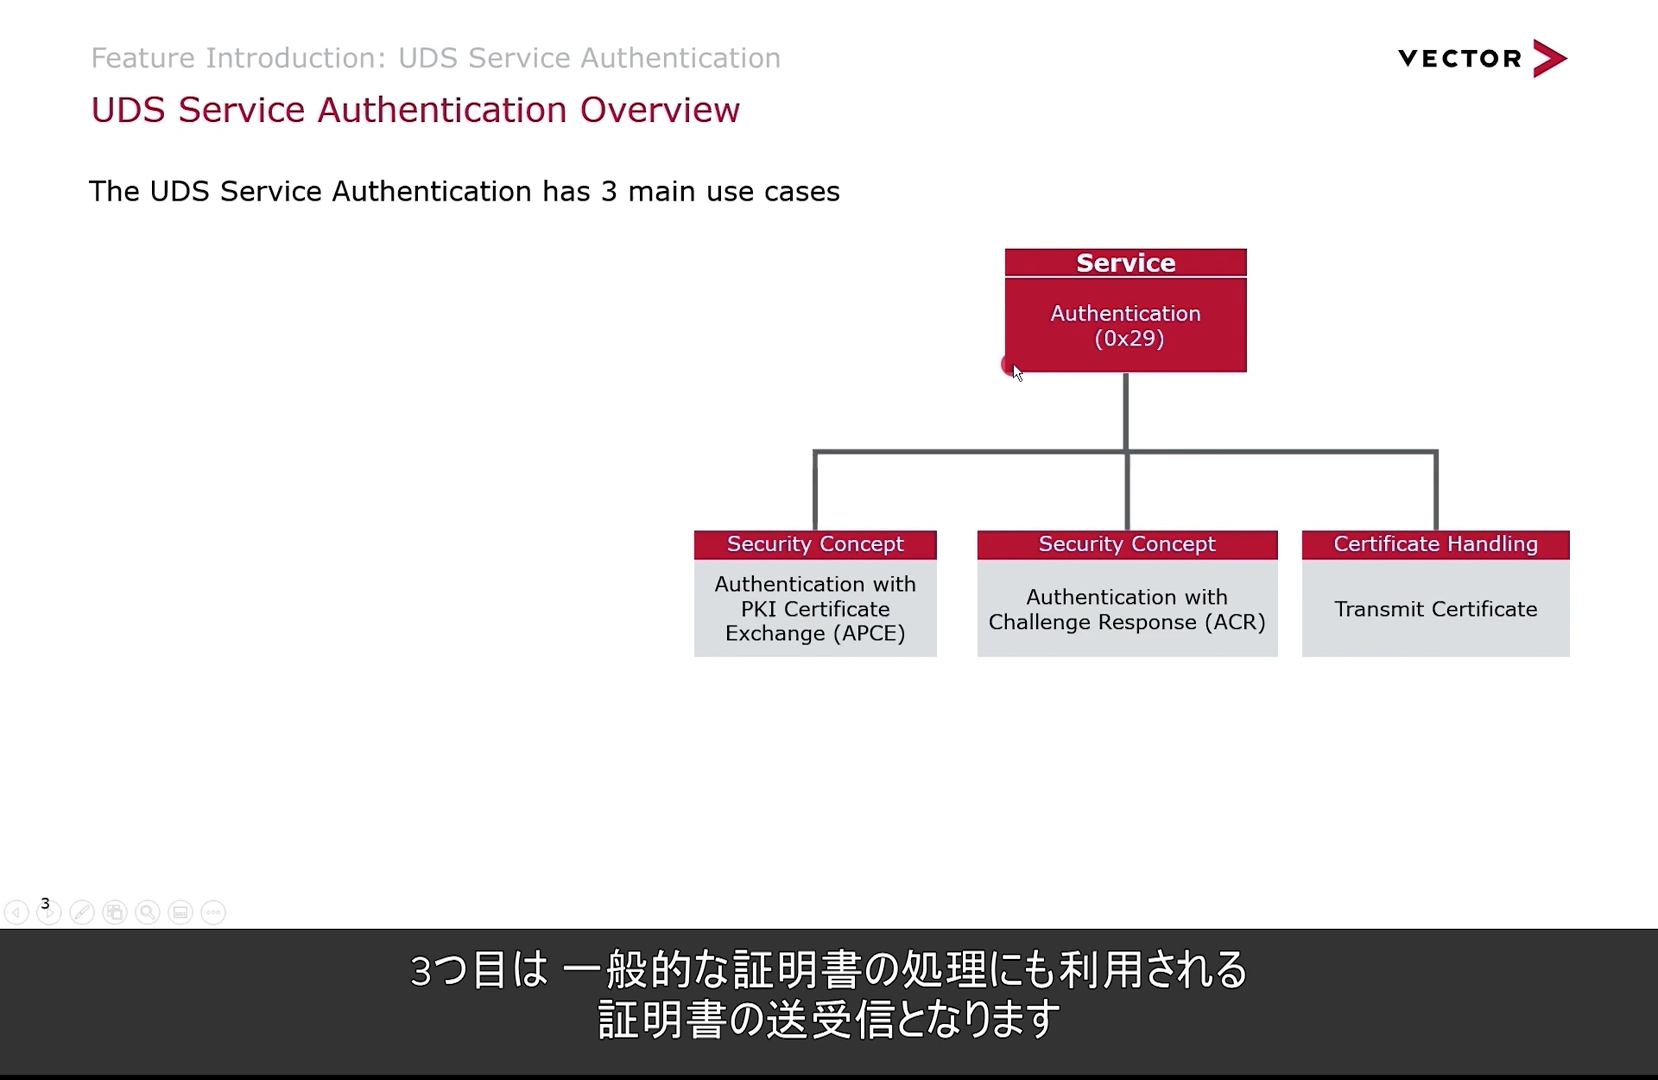 Feature Introduction: UDS Service Authentication
VECTOR
UDS Service Authentication Overview
The UDS Service Authentication has 3 main use cases
Service
Authentication
(0x29)
Security Concept
Authentication with
PKI Certificate
Exchange (APCE)
Security Concept
Authentication with
Challenge Response (ACR)
Certificate Handling
Transmit Certificate
3
3つ目は 一般的な証明書の処理にも利用される
証明書の送受信となります